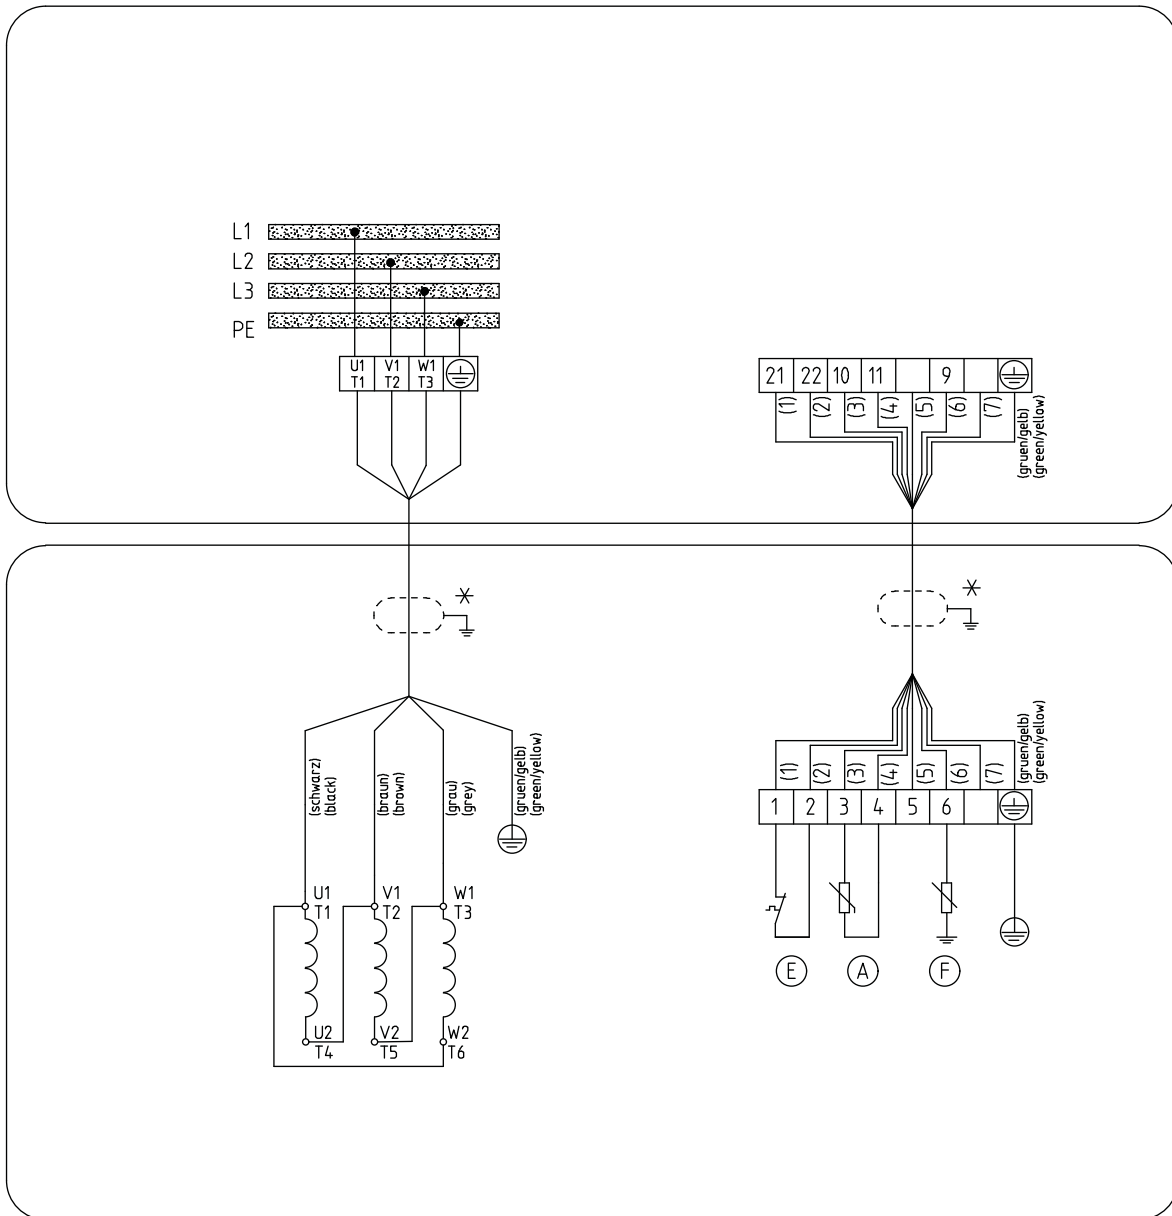 L1
L2
L3
PE
U1 V1 W1
T1 T2 T3
21 22 10 11 9
(1) (2) (3) (4) (5) (6) (7)
(gruen/gelb)
(green/yellow)
*
*
(schwarz)
(black)
(braun)
(brown)
(grau)
(grey)
(gruen/gelb)
(green/yellow)
(1) (2) (3) (4) (5) (6) (7)
(gruen/gelb)
(green/yellow)
1 2 3 4 5 6
U1 V1 W1
T1 T2 T3
U2 V2 W2
T4 T5 T6
E A F